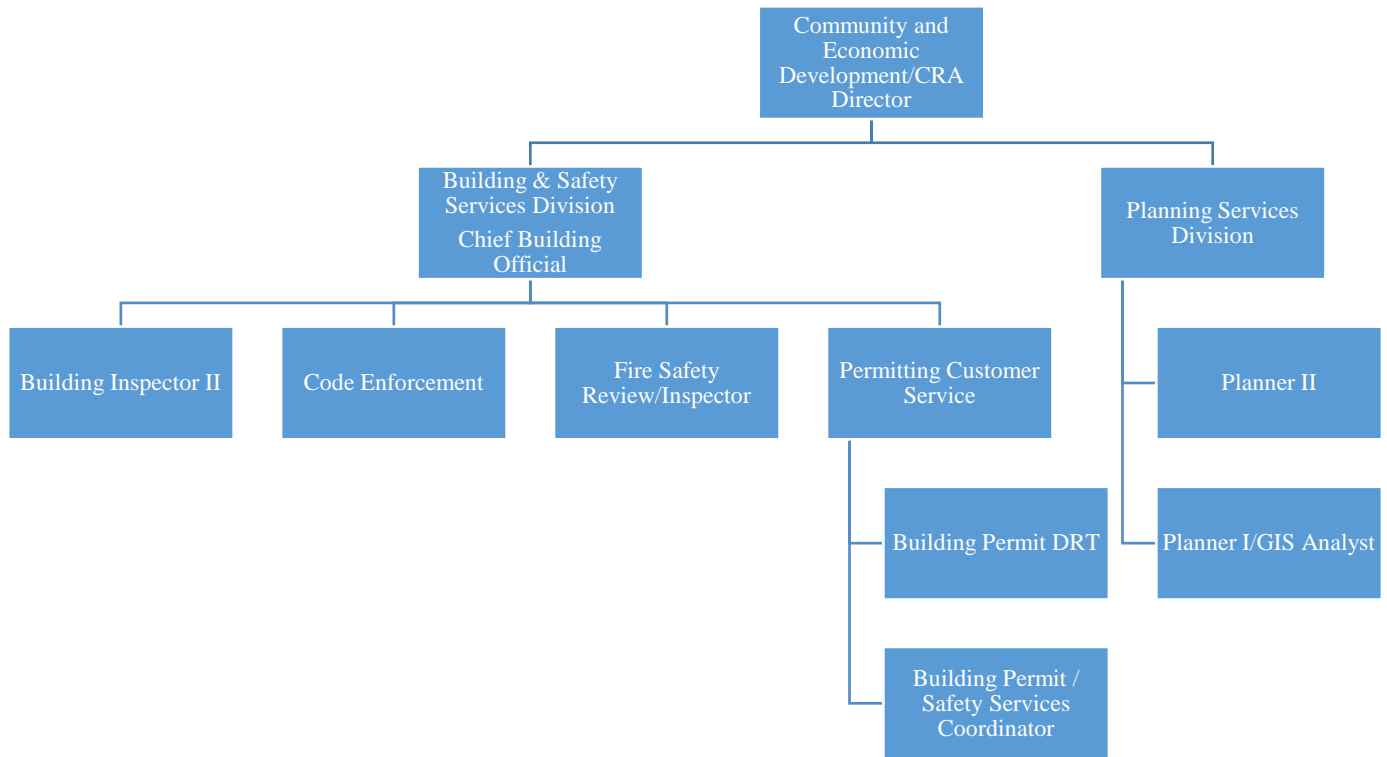 Community and
Economic
Development/CRA
Director
Building & Safety
Services Division
Chief Building
Official
Planning Services
Division
Building Inspector II
Code Enforcement
Fire Safety
Review/Inspector
Permitting Customer
Service
Planner II
Building Permit DRT
Planner I/GIS Analyst
Building Permit /
Safety Services
Coordinator